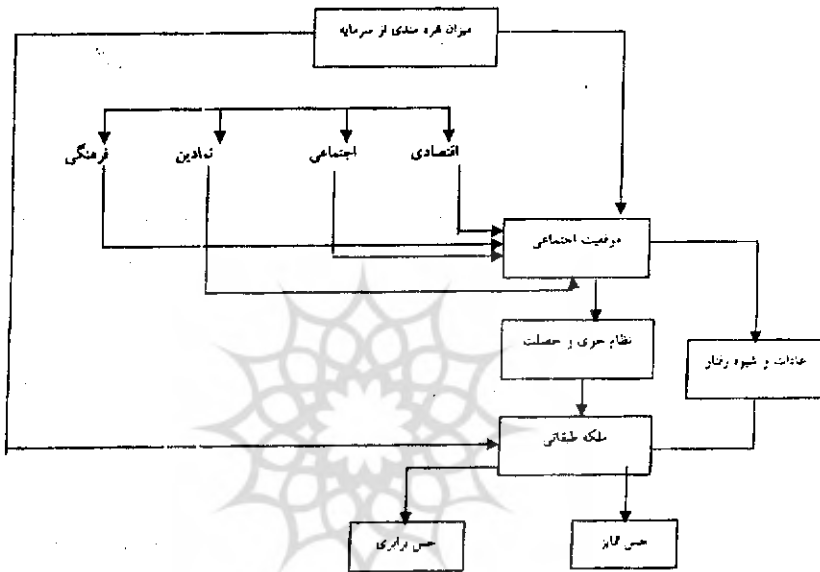 میزان بهره مندی از سرمایه
اقتصادی
اجتماعی
نمادین
فرهنگی
موقعیت اجتماعی
نظام خوی و خصلت
عادات و شیوه رفتار
ملکه طبقاتی
حس تمایز
حس برابری